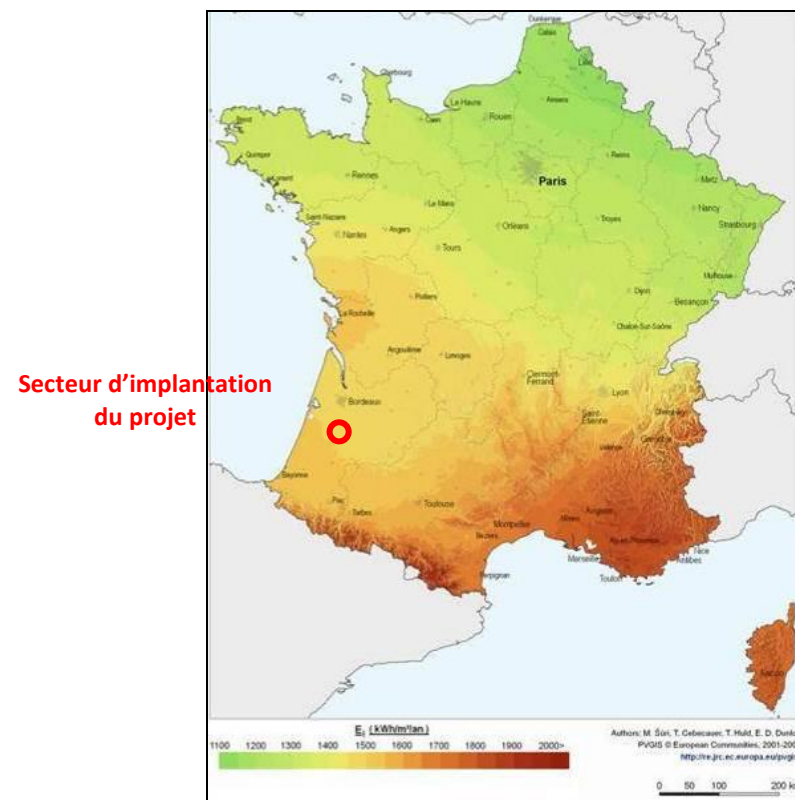 Dunkerque
Calais
Lille
Cherbourg
Amiens
Le Havre
Rouen
Caen
Reims
Metz
Brest
Paris
Quimper
Rennes
Nancy
Lorient
Strasbourg
Le Mans
Troyes
Saint-Nazaire
Orléans
Nantes
Angers
Tours
Mulhouse
Dijon
Besançon
Poitiers
La Rochelle
Chalon-Sur-Saône
Angoulême
Limoges
Clermont-
Ferrand
Secteur d’implantation
du projet
Lyon
Bordeaux
Chambéry
Saint-
Etienne
Grenoble
Valence
Bayonne
Pau
Toulouse
Tarbes
Avignon
Nîmes
Montpelier
Béziers
Aix-en-Provence
Nice
Marseille
Antibes
Perpignan
Toulon
(kWh/m²/an )
1100 1200 1300 1400 1500 1600 1700 1800 1900 2000>
Authors: M. Šúri, T. Cebecauer, T. Huld, E. D. Dunlo
PVGIS © European Communities, 2001-200
http://re.jrc.ec.europa.eu/pvgi
0 50 100 200 k